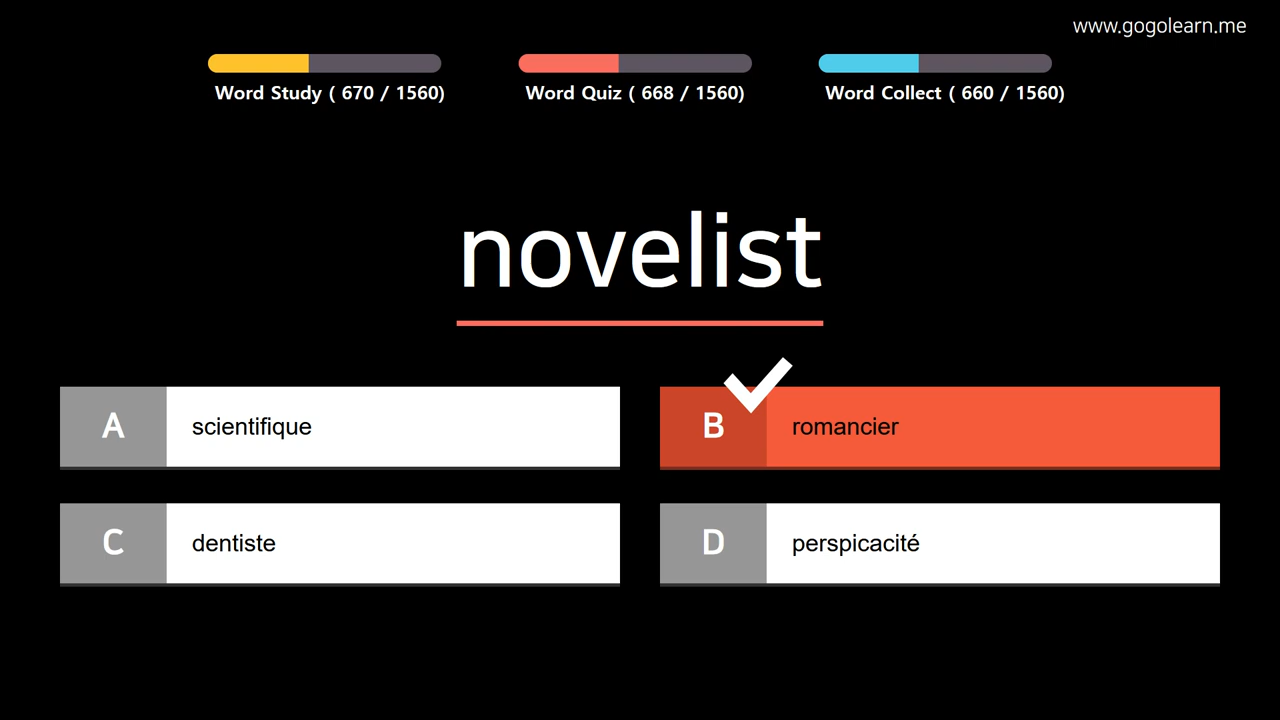 www.gogolearn.me
Word Study ( 670 / 1560)
Word Quiz ( 668 / 1560)
Word Collect ( 660 / 1560)
novelist
A scientifique
B romancier
C dentiste
D perspicacité